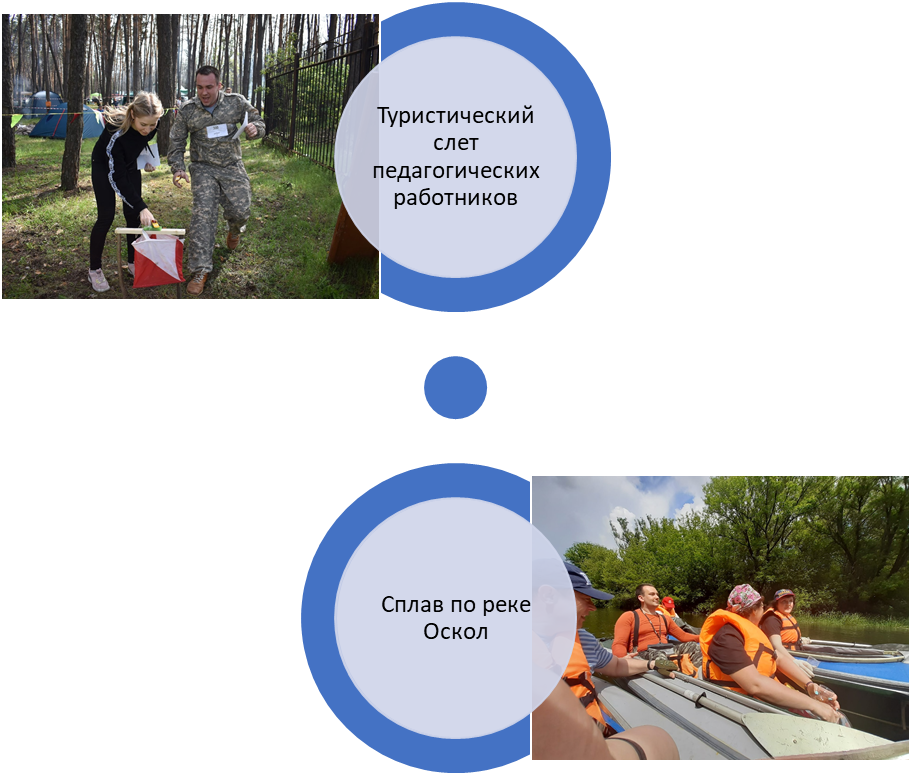 Туристический
слет
педагогических
работников
Сплав по реке
Оскол